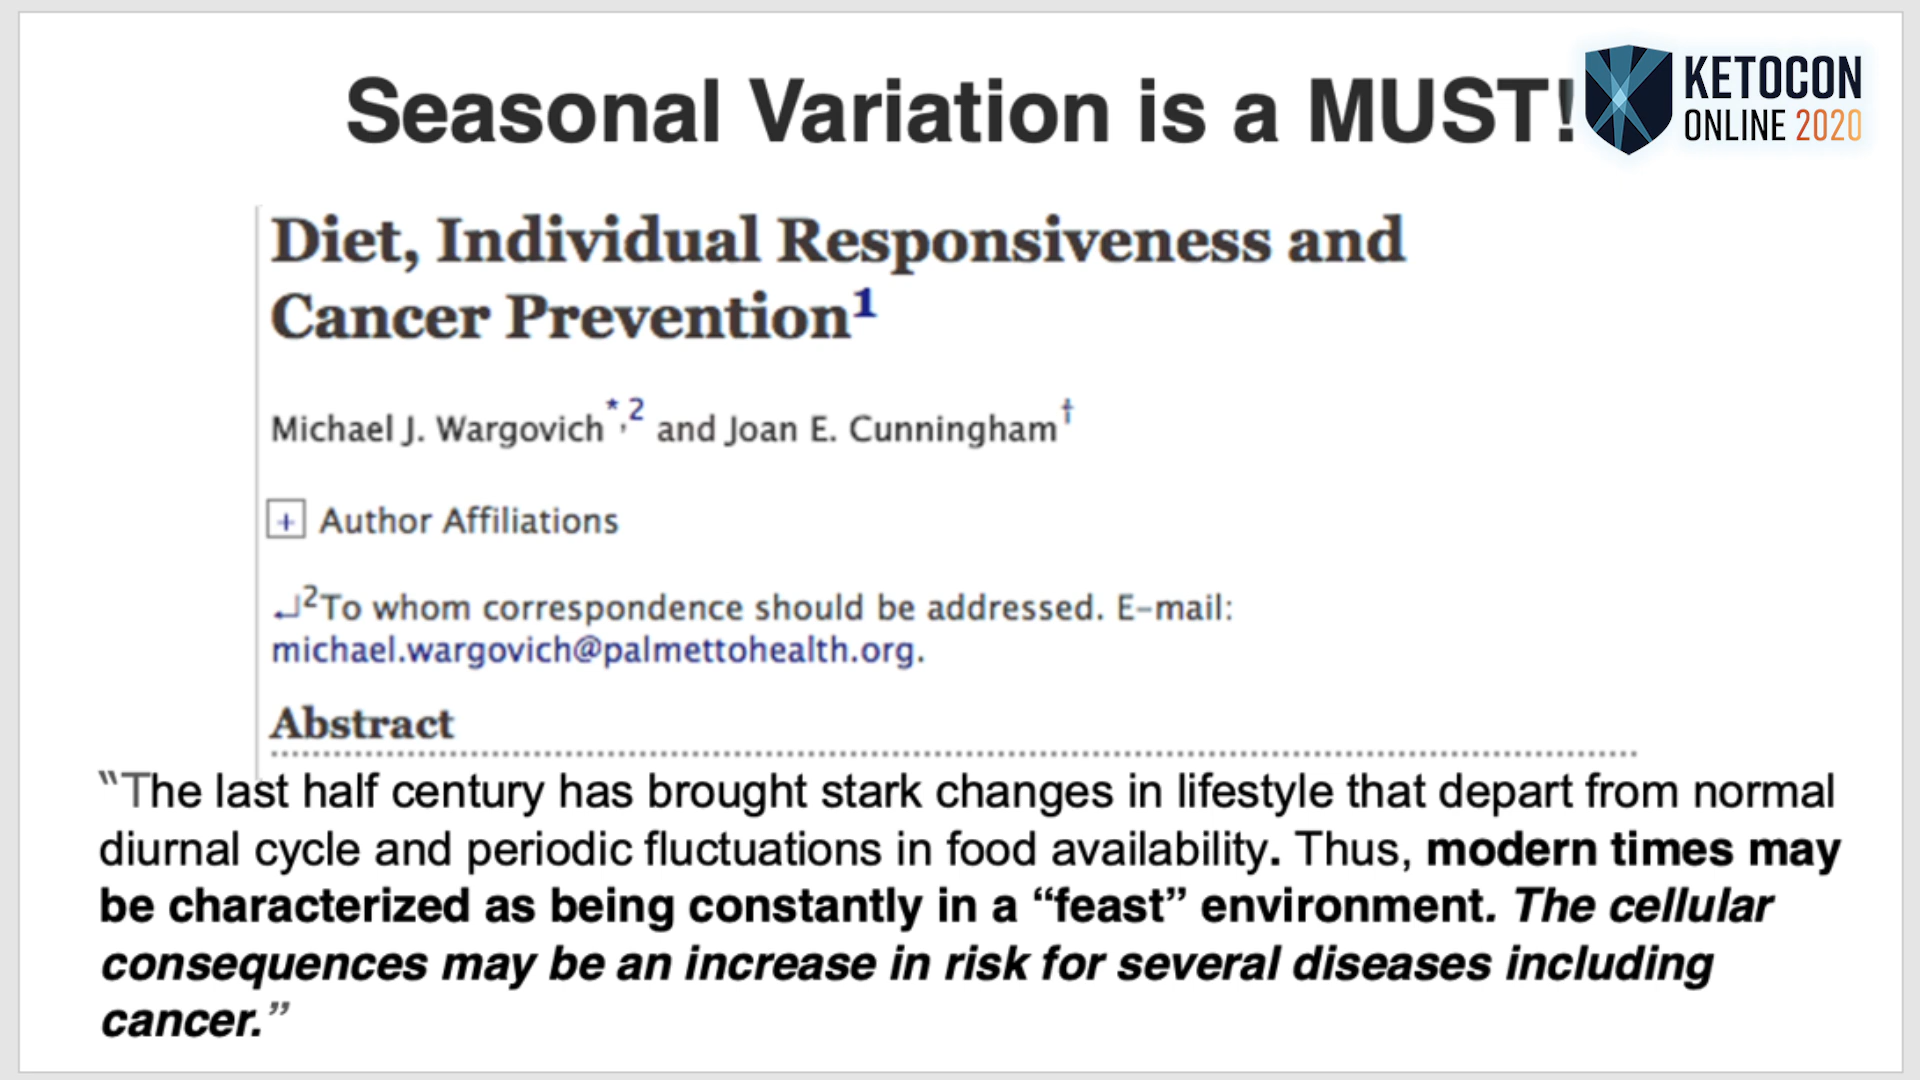 Seasonal Variation is a MUST!
KETOCON
ONLINE 2020
Diet, Individual Responsiveness and
Cancer Prevention¹
Michael J. Wargovich *,2 and Joan E. Cunningham †
+ Author Affiliations
↵²To whom correspondence should be addressed. E-mail:
michael.wargovich@palmettohealth.org.
Abstract
“The last half century has brought stark changes in lifestyle that depart from normal
diurnal cycle and periodic fluctuations in food availability. Thus, modern times may
be characterized as being constantly in a “feast” environment. The cellular
consequences may be an increase in risk for several diseases including
cancer.”